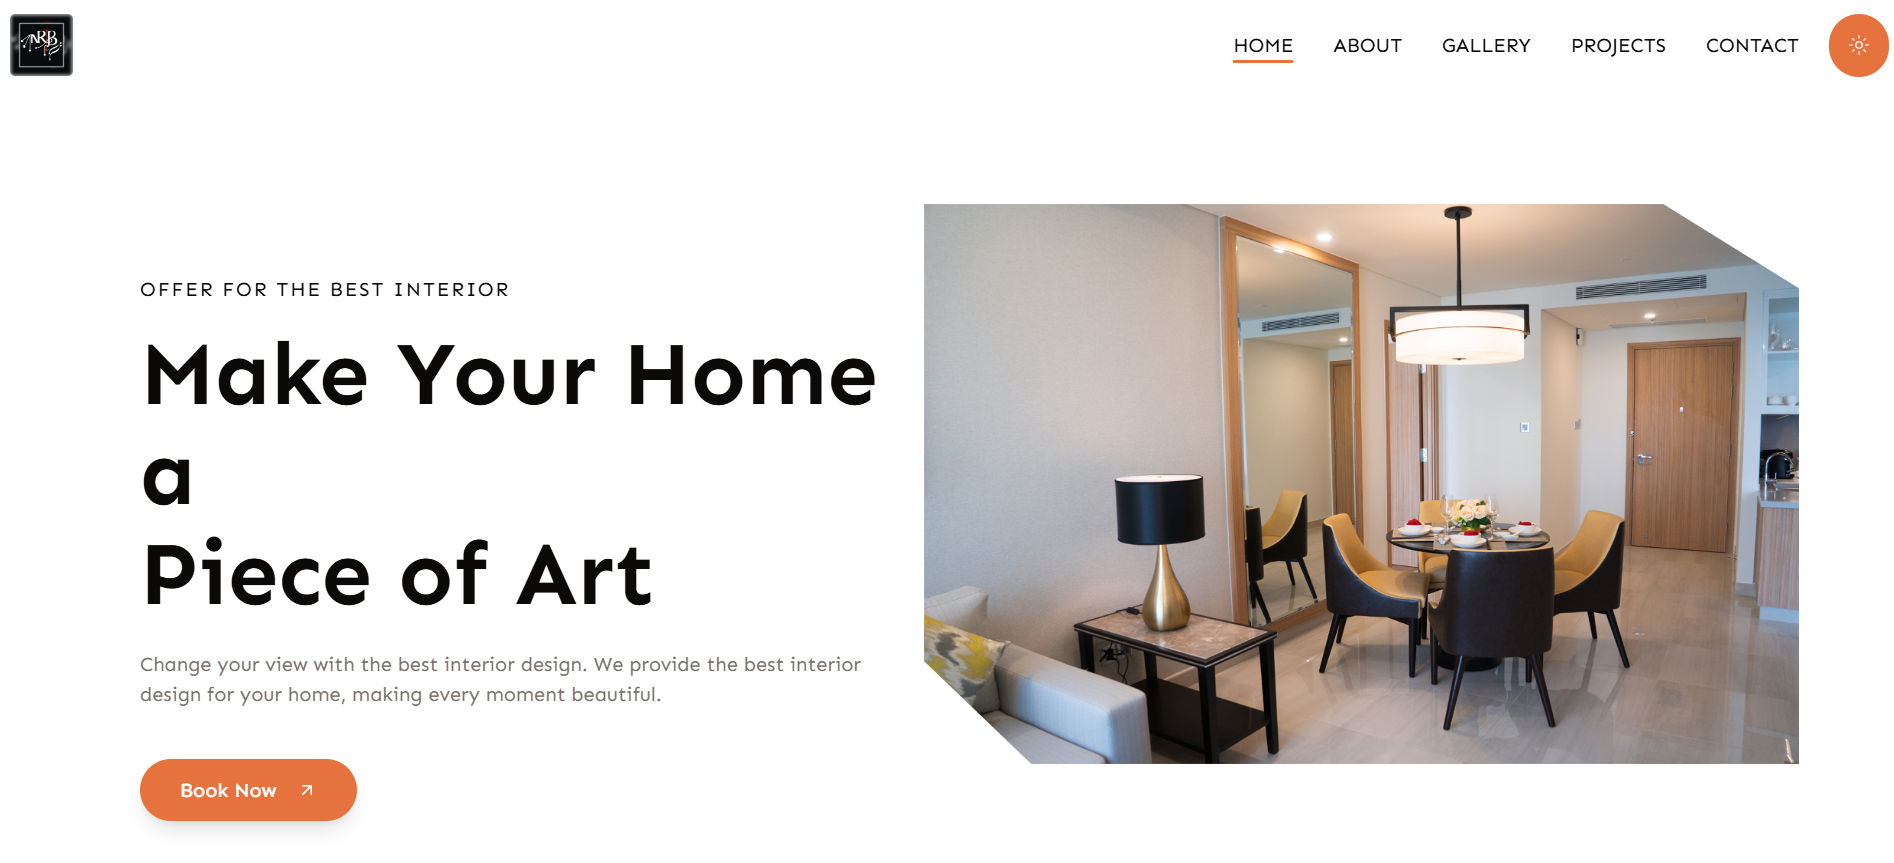 NRB
HOME ABOUT GALLERY PROJECTS CONTACT
OFFER FOR THE BEST INTERIOR
Make Your Home
a
Piece of Art
Change your view with the best interior design. We provide the best interior
design for your home, making every moment beautiful.
Book Now